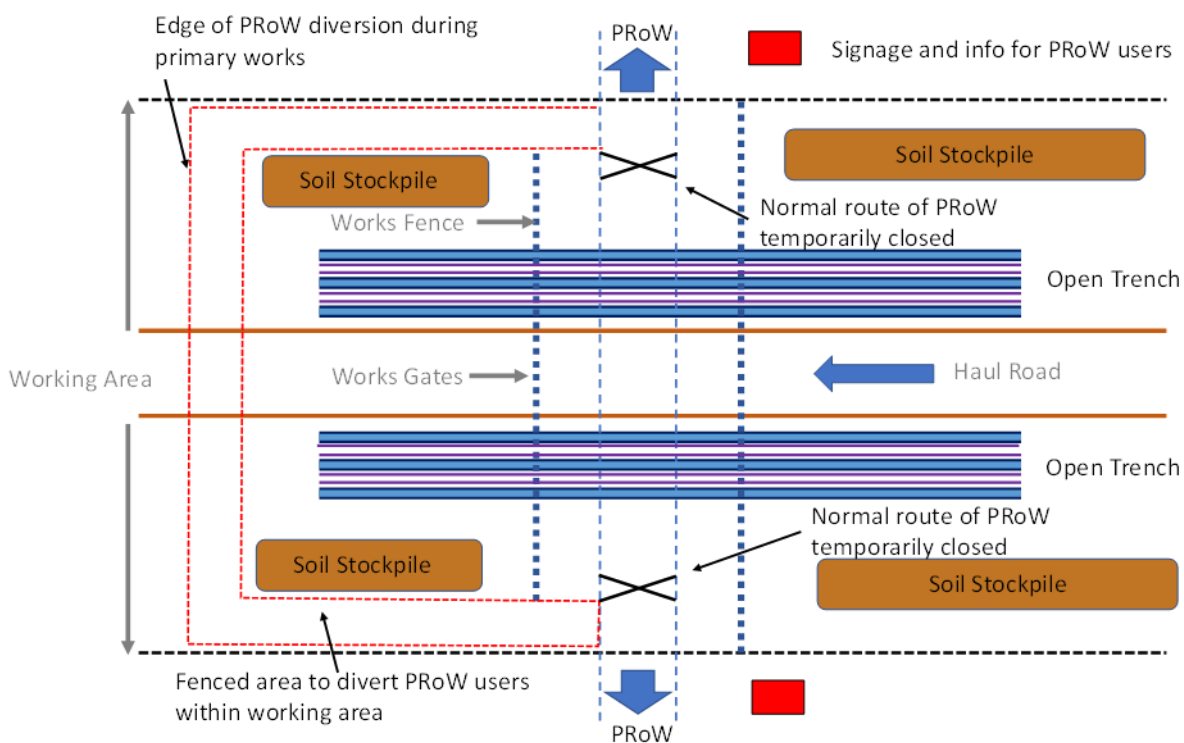 Edge of PRoW diversion during
primary works
PRoW
Signage and info for PRoW users
Soil Stockpile
Soil Stockpile
Works Fence
Normal route of PRoW
temporarily closed
Open Trench
Working Area
Works Gates
Haul Road
Open Trench
Normal route of PRoW
temporarily closed
Soil Stockpile
Soil Stockpile
Fenced area to divert PRoW users
within working area
PRoW